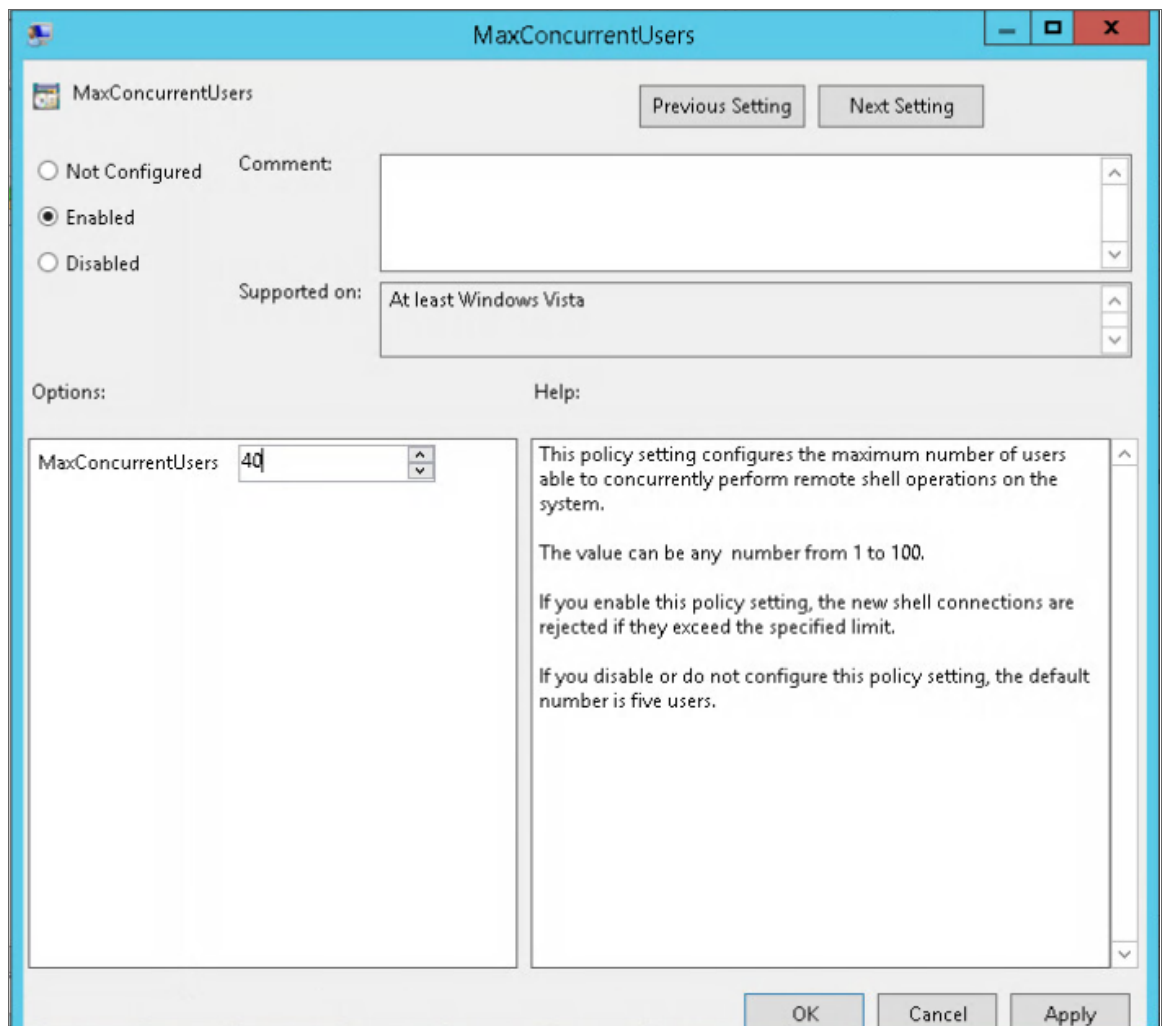 MaxConcurrentUsers
MaxConcurrentUsers
Previous Setting
Next Setting
Not Configured
Enabled
Disabled
Comment:
Supported on:
At least Windows Vista
Options:
Help:
MaxConcurrentUsers 40
This policy setting configures the maximum number of users
able to concurrently perform remote shell operations on the
system.
The value can be any  number from 1 to 100.
If you enable this policy setting, the new shell connections are
rejected if they exceed the specified limit.
If you disable or do not configure this policy setting, the default
number is five users.
OK
Cancel
Apply